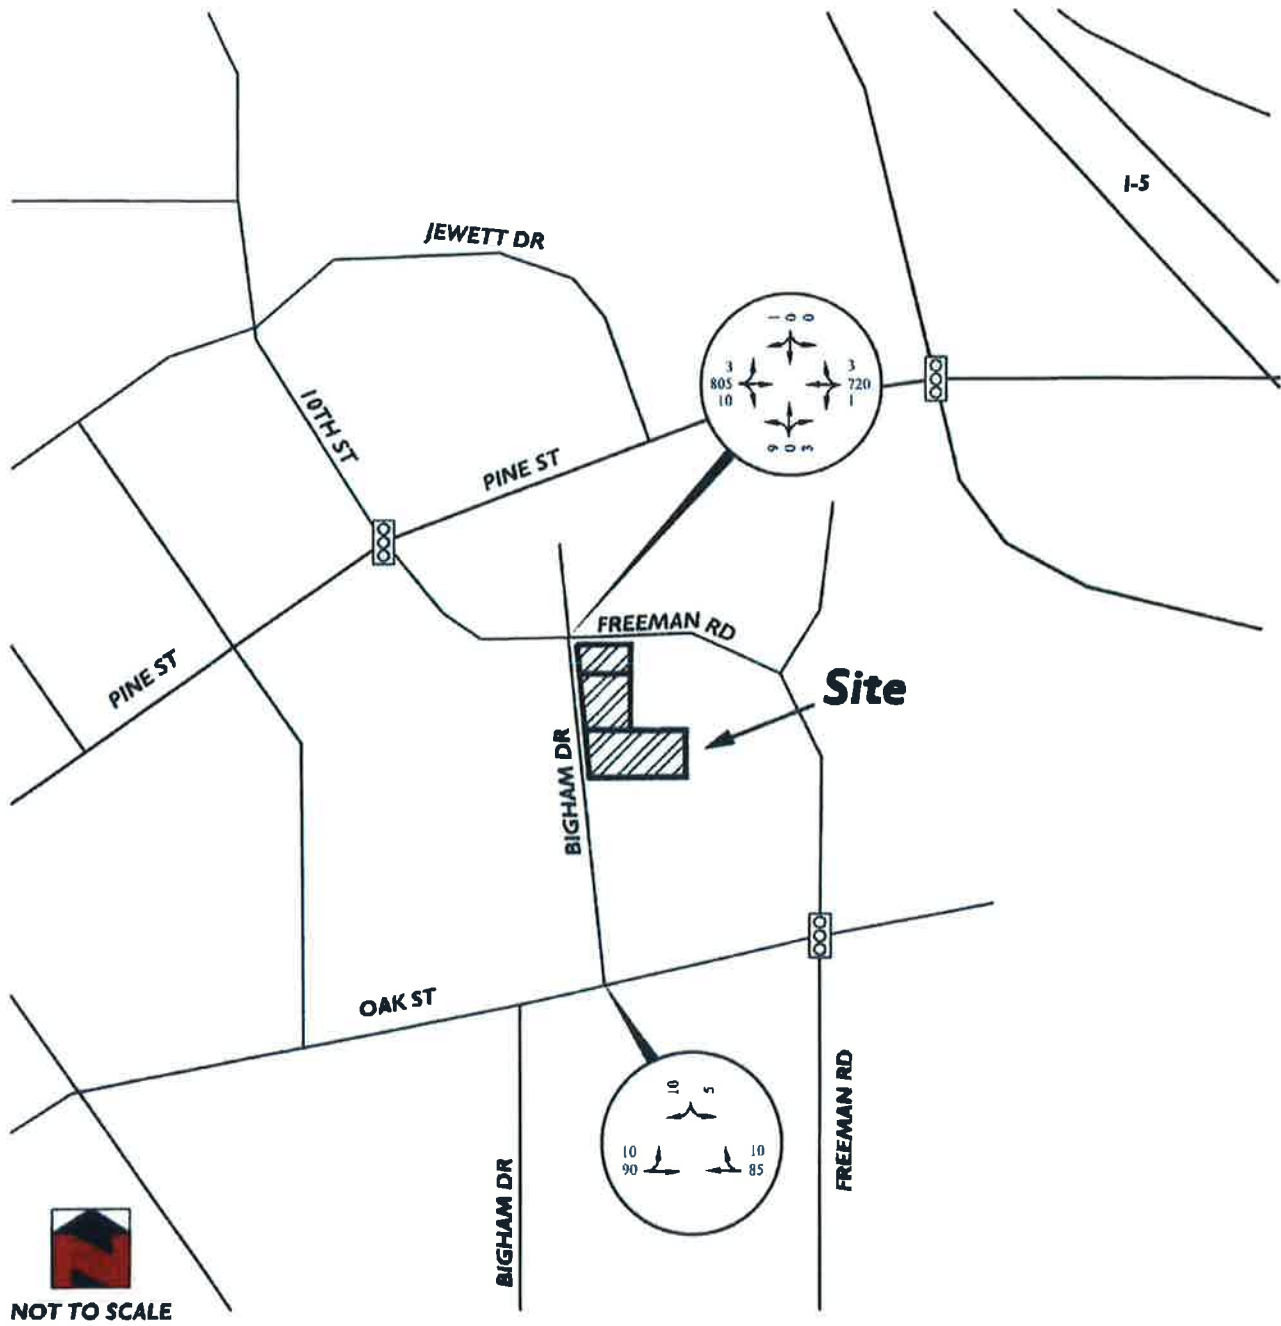 I-5
JEWETT DR
1 0 0
3
805
10
3
720
1
9 0 3
10TH ST
PINE ST
FREEMAN RD
PINE ST
Site
BIGHAM DR
OAK ST
10 5
10
90
10
85
BIGHAM DR
FREEMAN RD
NOT TO SCALE